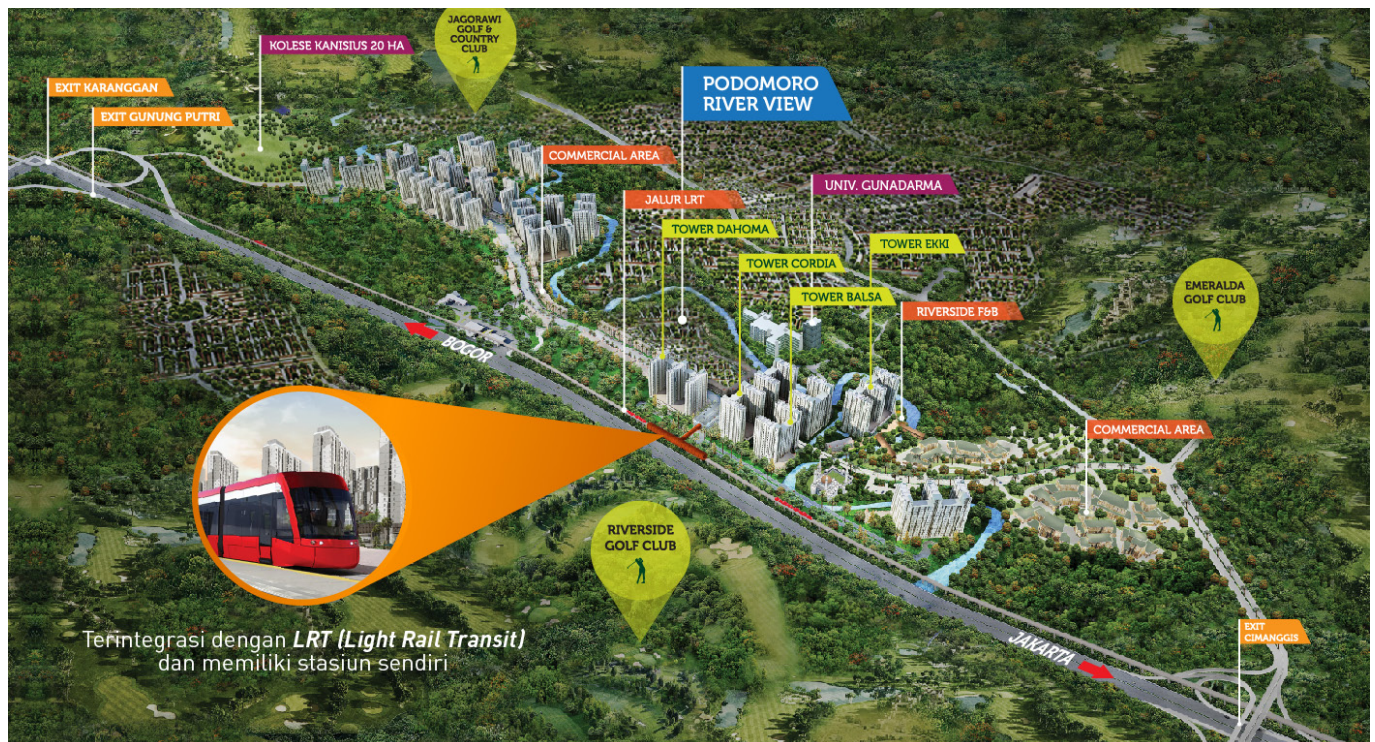 JAGORAWI
GOLF &
COUNTRY
CLUB
KOLESE KANISIUS 20 HA
EXIT KARANGGAN
EXIT GUNUNG PUTRI
PODOMORO
RIVER VIEW
COMMERCIAL AREA
UNIV. GUNADARMA
JALUR LRT
TOWER DAHOMA
TOWER EKKI
TOWER CORDIA
TOWER BALSA
RIVERSIDE F&B
EMERALDA
GOLF CLUB
BOGOR
COMMERCIAL AREA
RIVERSIDE
GOLF CLUB
Terintegrasi dengan LRT (Light Rail Transit)
dan memiliki stasiun sendiri
JAKARTA
EXIT
CIMANGGIS